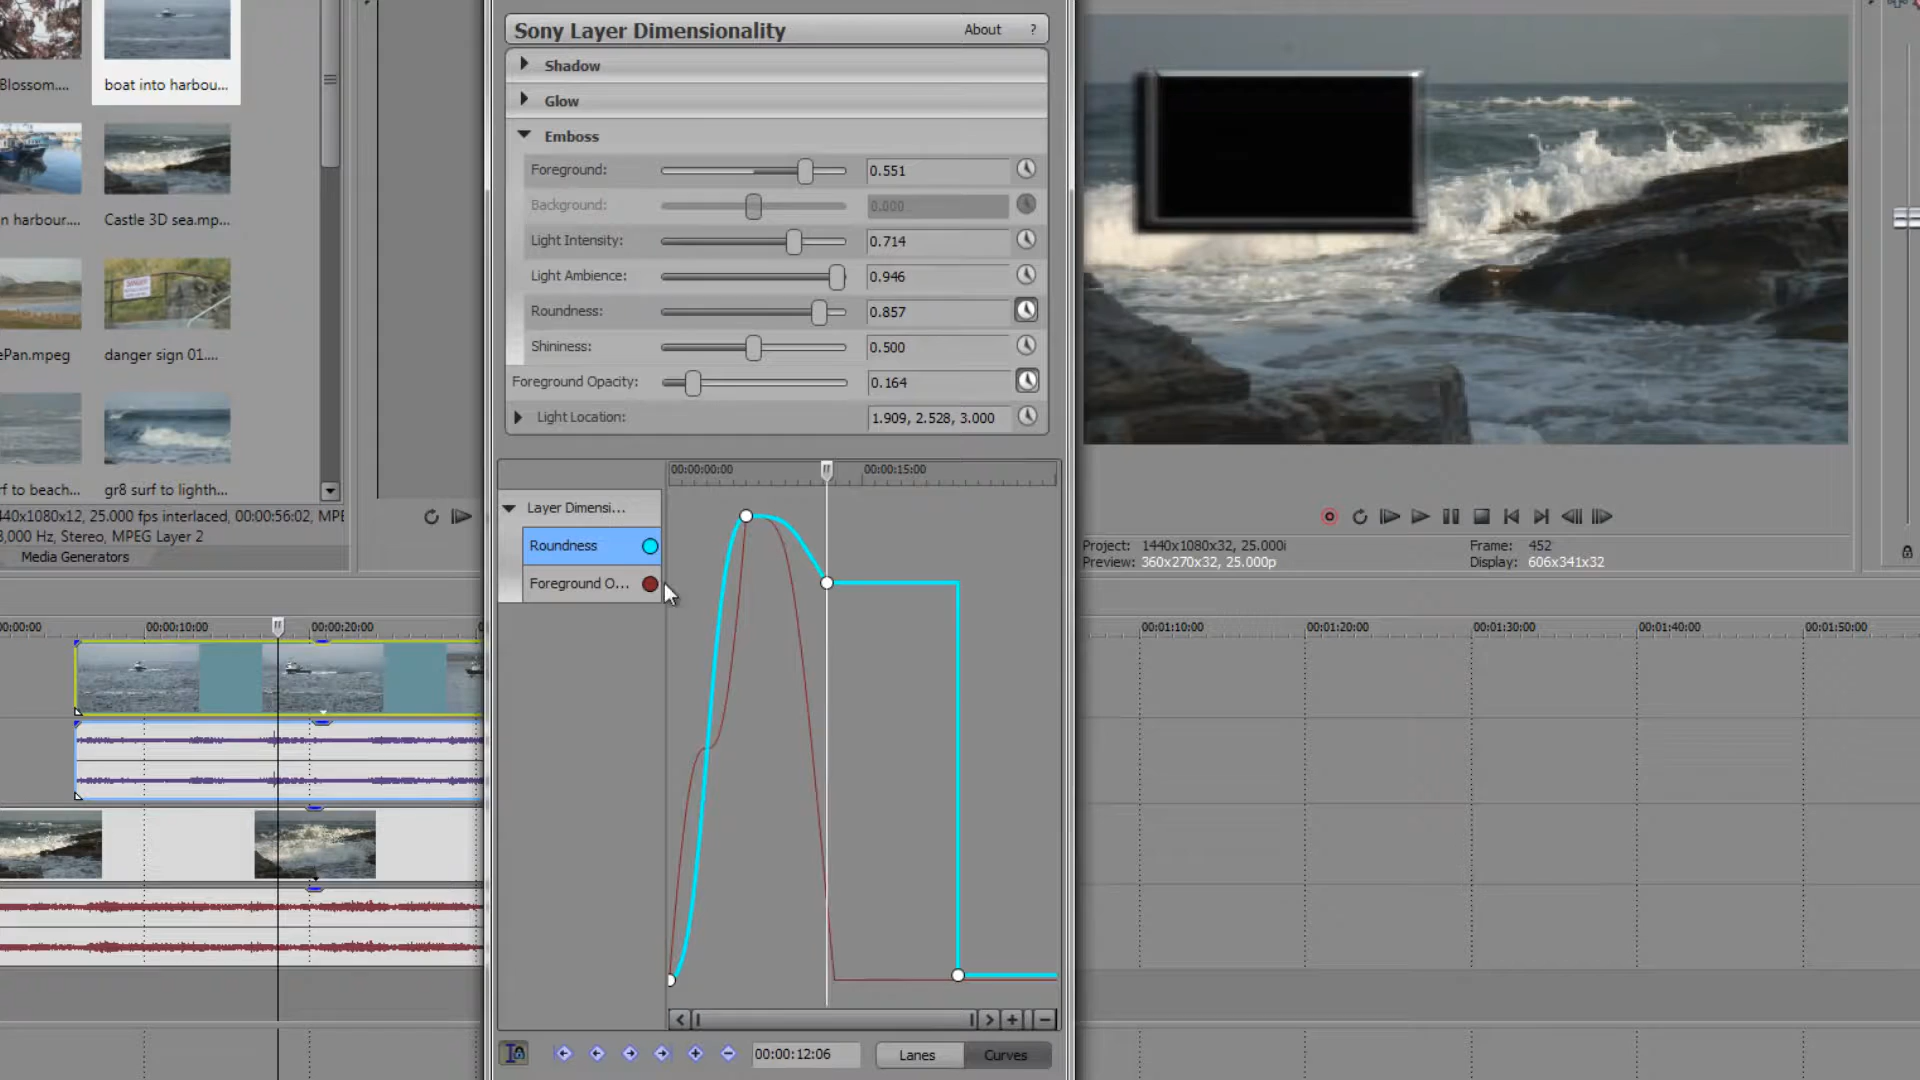 Blossom....
boat into harbou...
n harbour....
Castle 3D sea.mp...
ePan.mpeg
danger sign 01....
f to beach...
gr8 surf to lighth...
440x1080x12, 25.000 fps interlaced, 00:00:56:02, MPE
8,000 Hz, Stereo, MPEG Layer 2
Media Generators
Sony Layer Dimensionality
About
?
Shadow
Glow
Emboss
Foreground:
0.551
Background:
0.000
Light Intensity:
0.714
Light Ambience:
0.946
Roundness:
0.857
Shininess:
0.500
Foreground Opacity:
0.164
Light Location:
1.909, 2.528, 3.000
00:00:00:00
00:00:15:00
Layer Dimensi...
Roundness
Foreground O...
00:00:12:06
Lanes
Curves
Project: 1440x1080x32, 25.000i
Frame: 452
Preview: 360x270x32, 25.000p
Display: 606x341x32
0:00:00
00:00:10:00
00:00:20:00
00:01:10:00
00:01:20:00
00:01:30:00
00:01:40:00
00:01:50:00
DANGER